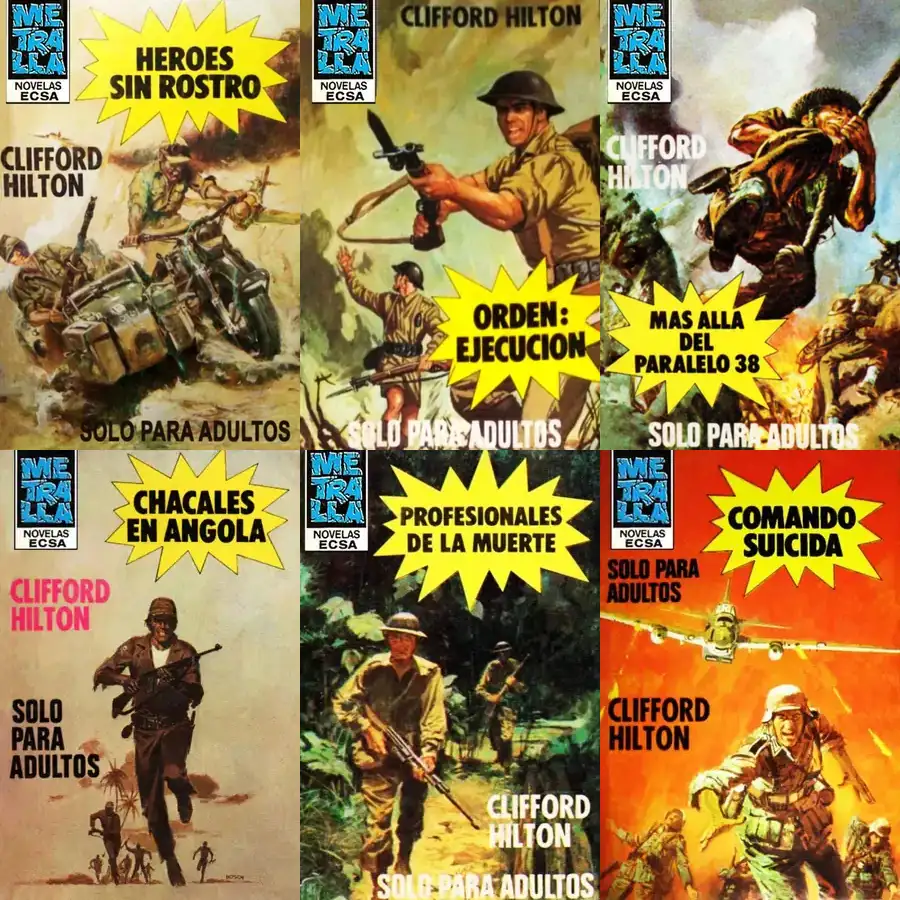 ME
TRA
LLA
NOVELAS
ECSA
HEROES
SIN ROSTRO
CLIFFORD
HILTON
SOLO PARA ADULTOS
CLIFFORD HILTON
ME
TRA
LLA
NOVELAS
ECSA
ORDEN:
EJECUCION
SOLO PARA ADULTOS
ME
TRA
LLA
NOVELAS
ECSA
CLIFFORD
HILTON
MAS ALLA
DEL
PARALELO 38
SOLO PARA ADULTOS
ME
TRA
LLA
NOVELAS
ECSA
CHACALES
EN ANGOLA
CLIFFORD
HILTON
SOLO
PARA
ADULTOS
ME
TRA
LLA
NOVELAS
ECSA
PROFESIONALES
DE LA MUERTE
CLIFFORD
HILTON
SOLO PARA ADULTOS
ME
TRA
LLA
NOVELAS
ECSA
COMANDO
SUICIDA
SOLO PARA
ADULTOS
CLIFFORD
HILTON